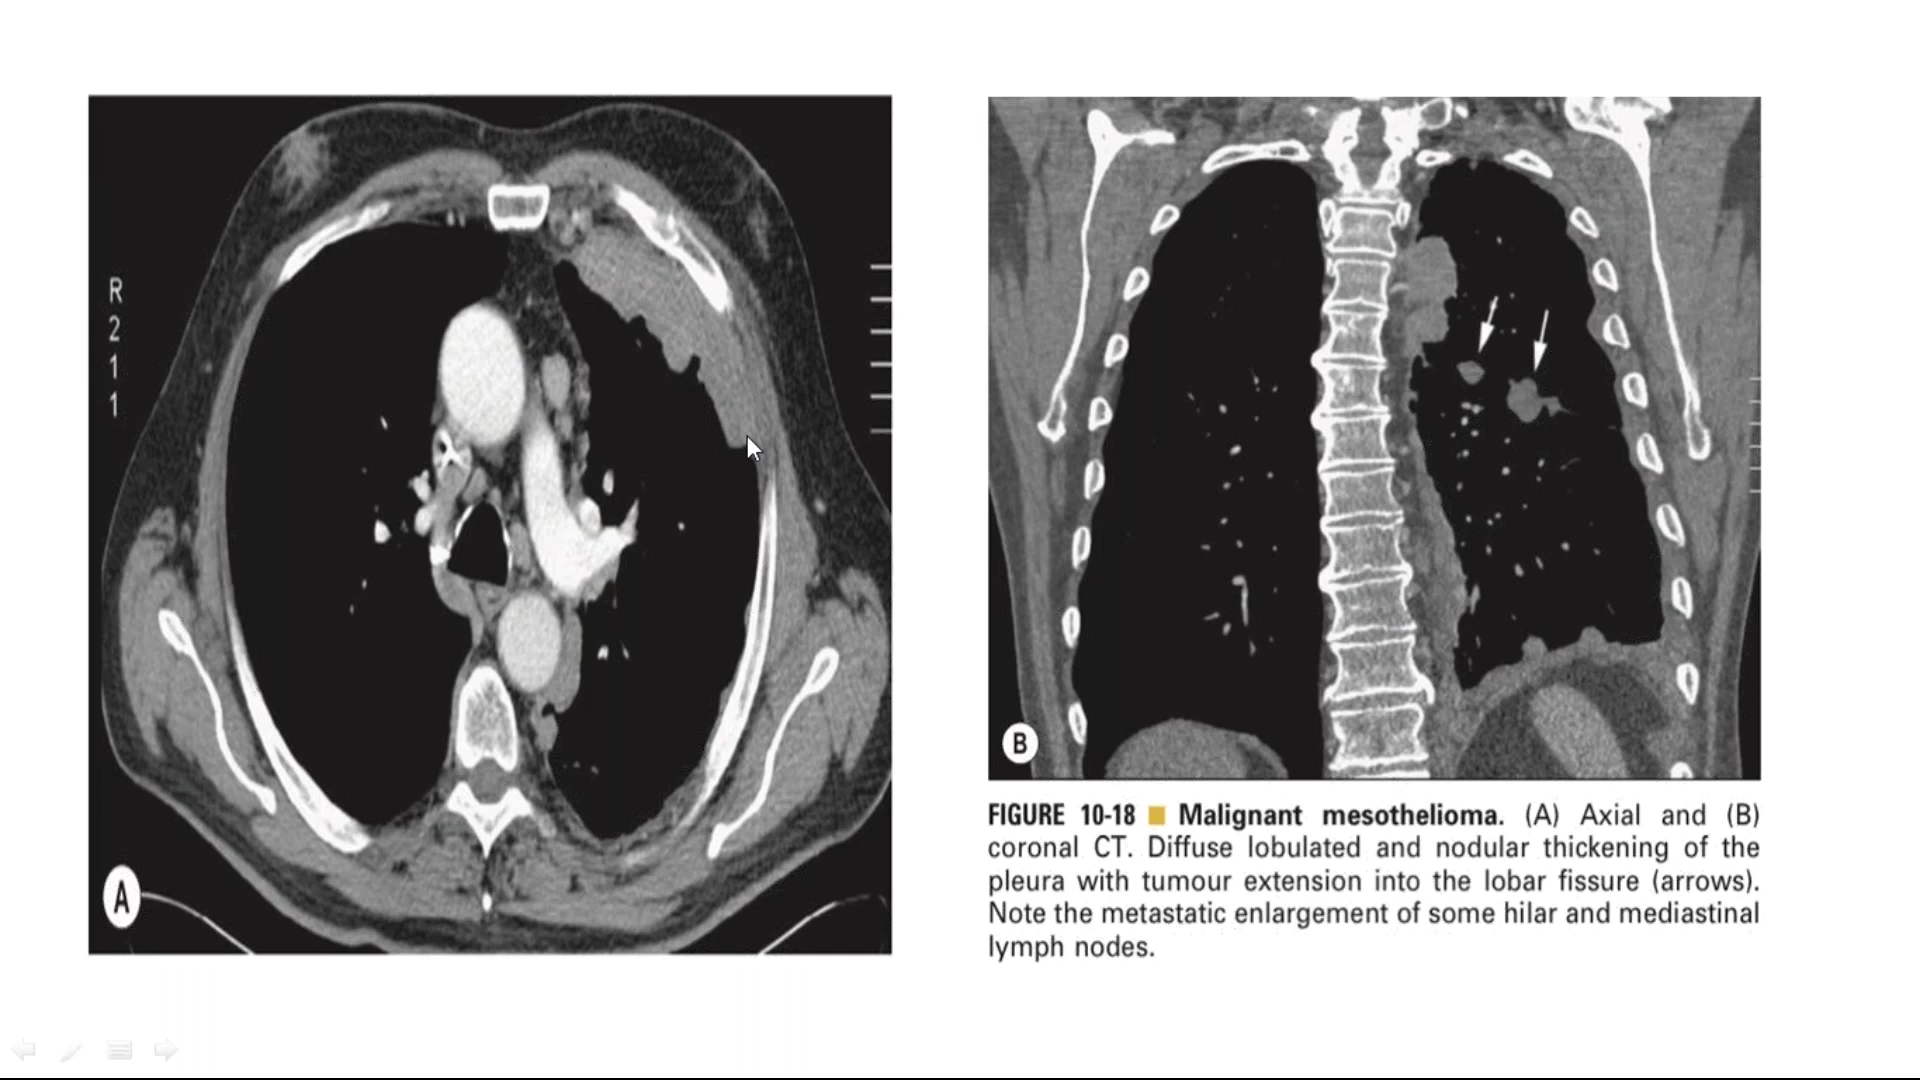 R
2
1
1
A
B
FIGURE 10-18 ■ Malignant mesothelioma. (A) Axial and (B)
coronal CT. Diffuse lobulated and nodular thickening of the
pleura with tumour extension into the lobar fissure (arrows).
Note the metastatic enlargement of some hilar and mediastinal
lymph nodes.